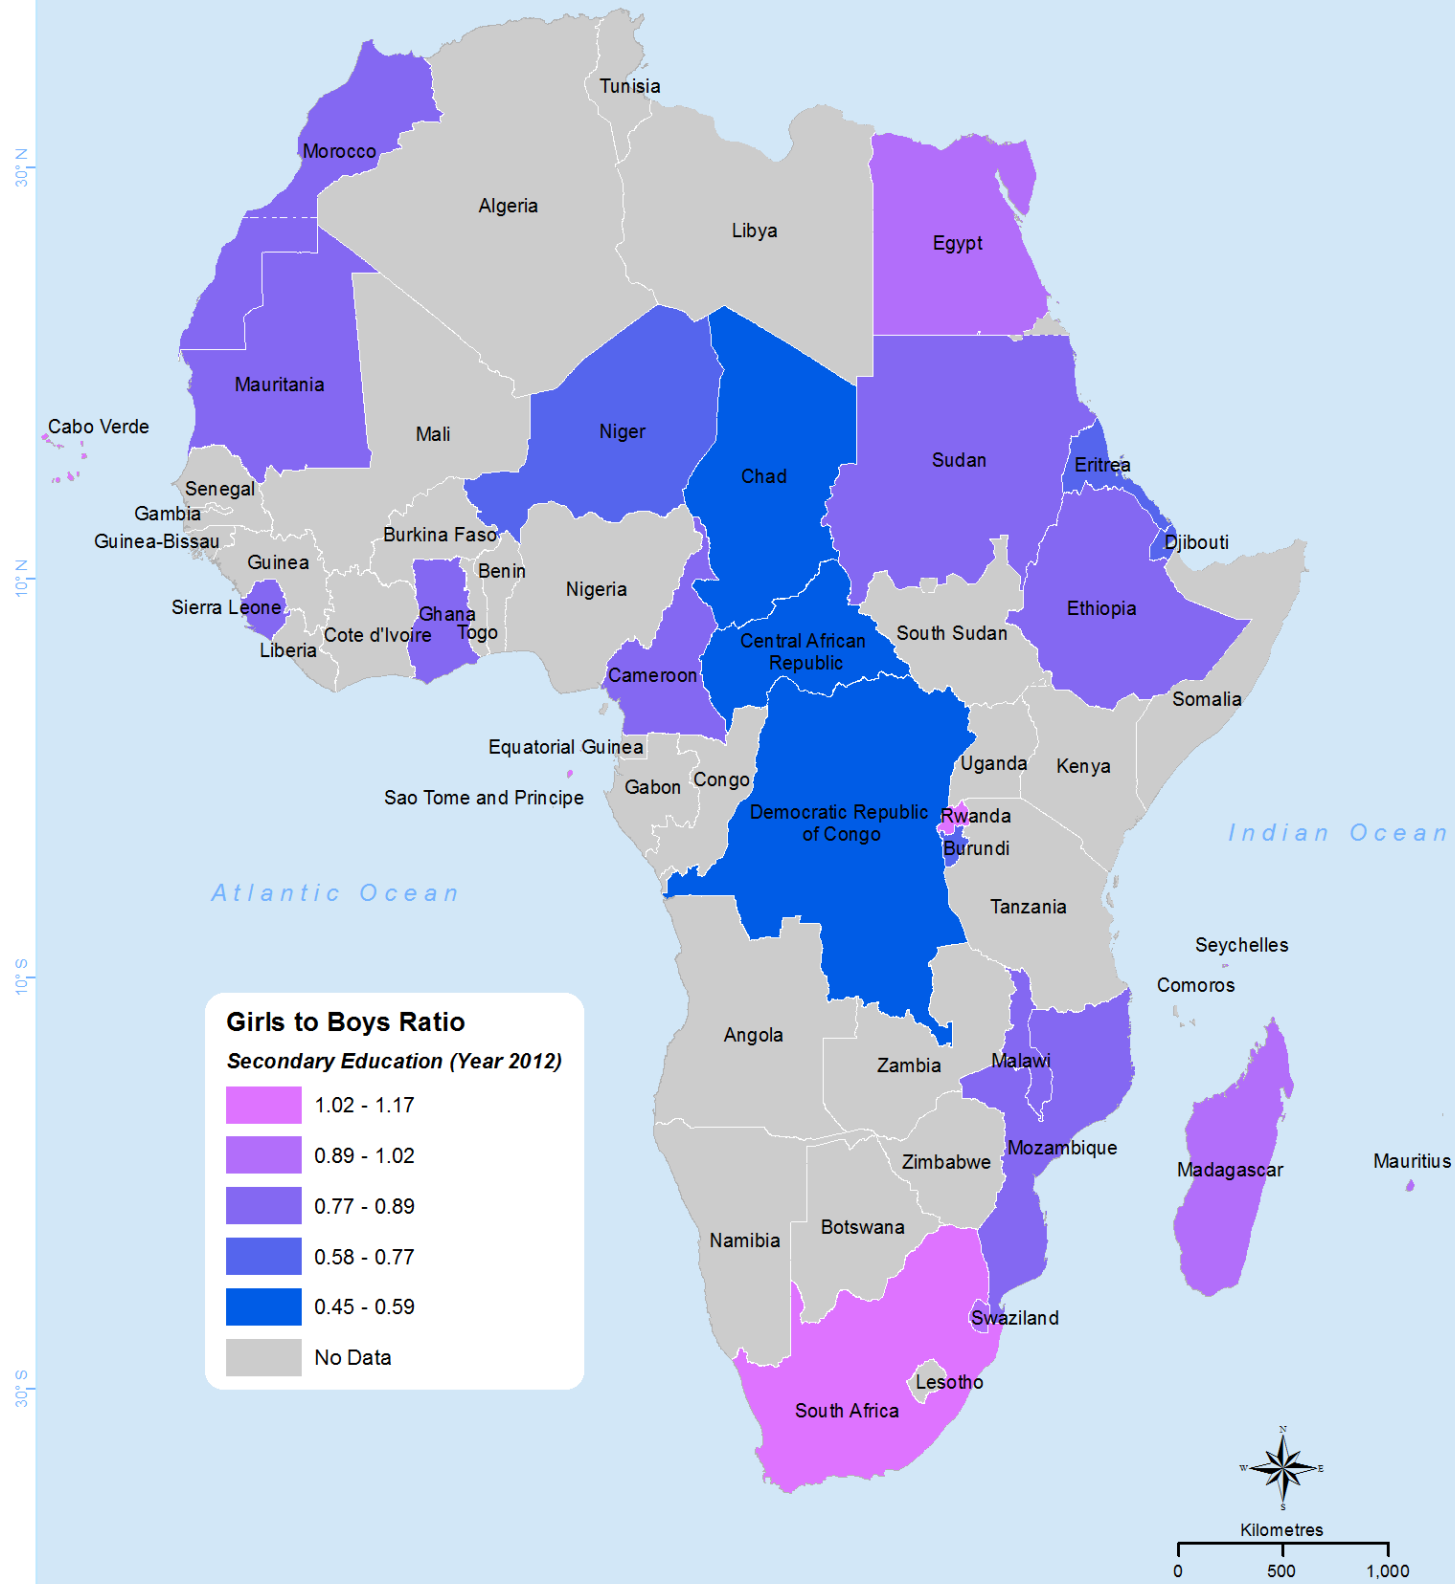 Tunisia
Morocco
30° N
Algeria
Libya
Egypt
Mauritania
Cabo Verde
Mali
Niger
Chad
Sudan
Eritrea
Senegal
Gambia
Guinea-Bissau
Burkina Faso
Djibouti
Guinea
Benin
10° N
Nigeria
Sierra Leone
Ghana
Ethiopia
Cote d'Ivoire
Togo
South Sudan
Liberia
Central African
Republic
Cameroon
Somalia
Equatorial Guinea
Uganda
Kenya
Gabon
Congo
Sao Tome and Principe
Democratic Republic
of Congo
Rwanda
Indian Ocean
Burundi
Atlantic Ocean
Tanzania
Seychelles
10° S
Comoros
Angola
Zambia
Malawi
Mozambique
Zimbabwe
Madagascar
Mauritius
Botswana
Namibia
Swaziland
30° S
Lesotho
South Africa
Girls to Boys Ratio
Secondary Education (Year 2012)
1.02 - 1.17
0.89 - 1.02
0.77 - 0.89
0.58 - 0.77
0.45 - 0.59
No Data
N
W
E
S
Kilometres
0 500 1,000